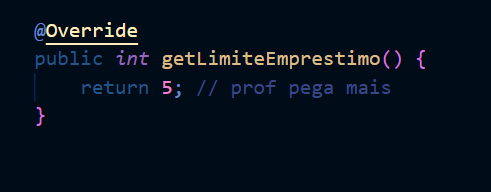 @Override
public int getLimiteEmprestimo() {
    return 5; // prof pega mais
}